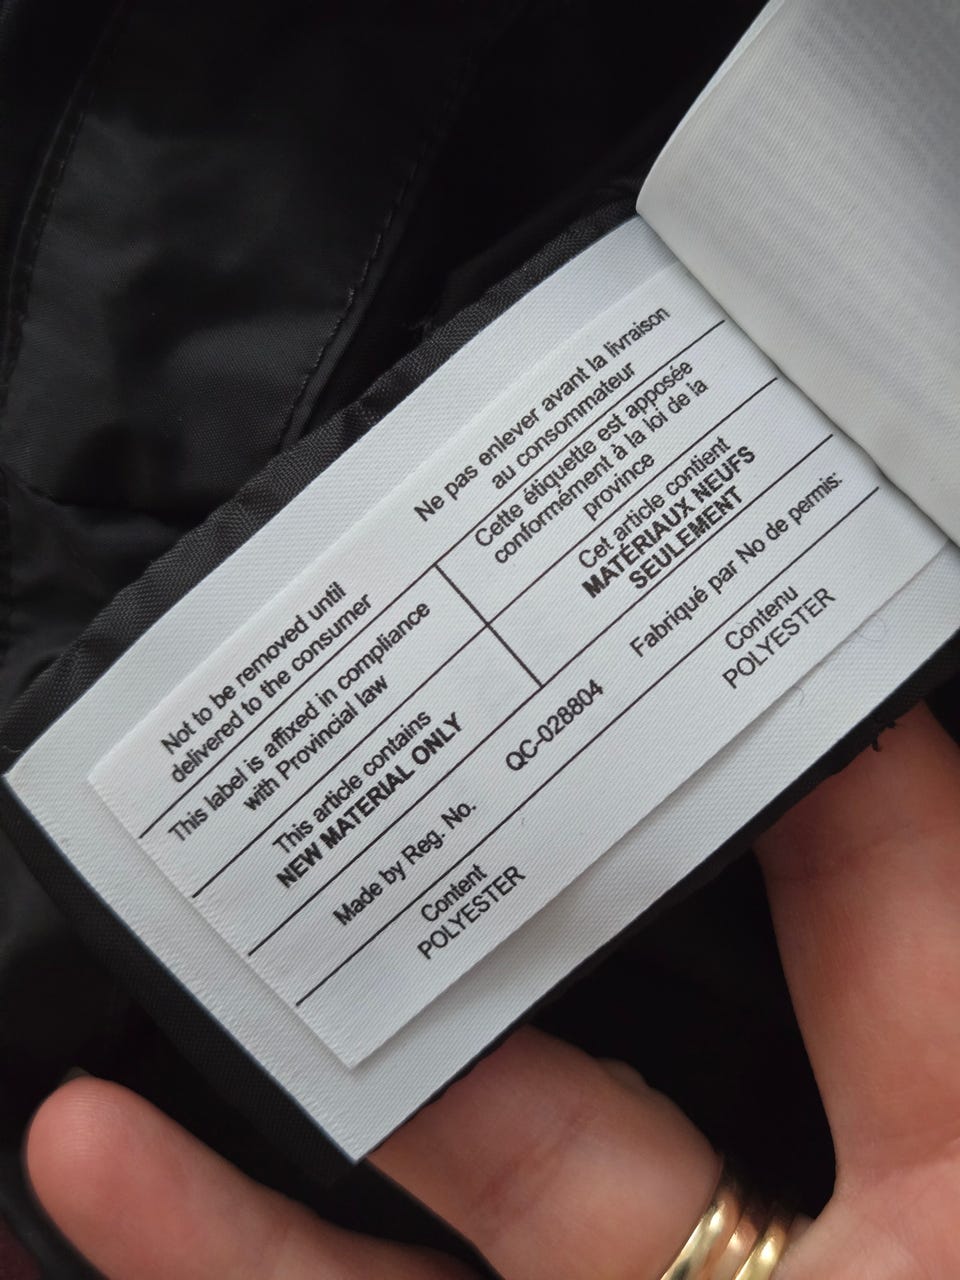 Not to be removed until
delivered to the consumer
Ne pas enlever avant la livraison
au consommateur
This label is affixed in compliance
with Provincial law
Cette étiquette est apposée
conformément à la loi de la
province
This article contains
NEW MATERIAL ONLY
Cet article contient
MATÉRIAUX NEUFS
SEULEMENT
Made by Reg. No. QC-028804 Fabriqué par No de permis:
Content
POLYESTER
Contenu
POLYESTER